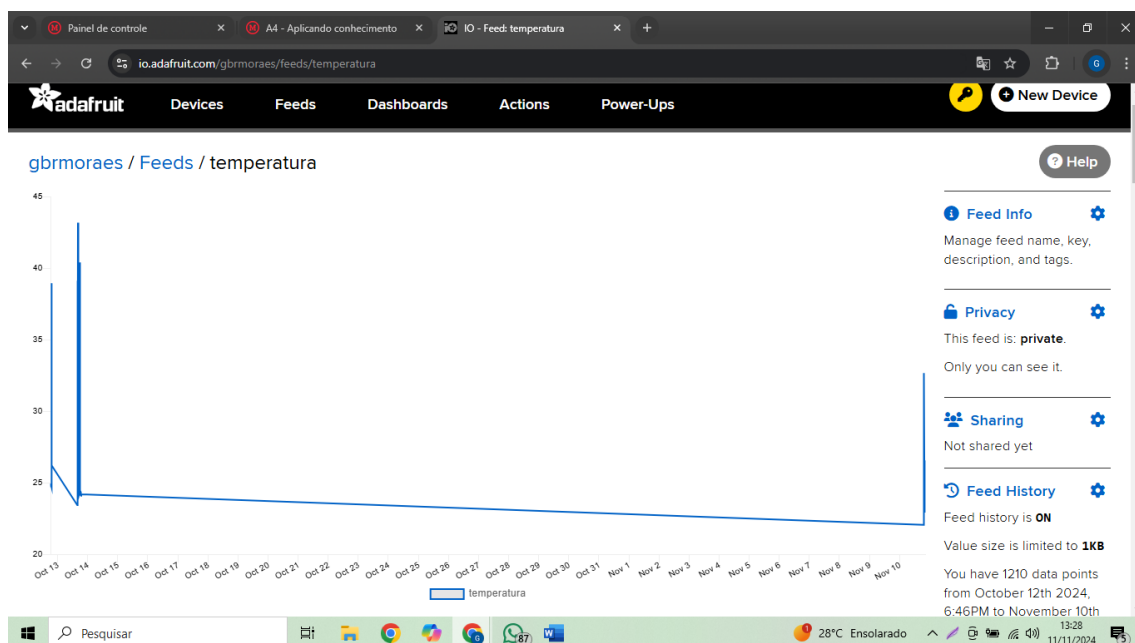 Painel de controle
A4 - Aplicando conhecimento
IO - Feed: temperatura
io.adafruit.com/gbrmoraes/feeds/temperatura
G
adafruit
Devices
Feeds
Dashboards
Actions
Power-Ups
New Device
gbrmoraes / Feeds / temperatura
Help
45
40
35
30
25
20
Oct 13
Oct 14
Oct 15
Oct 16
Oct 17
Oct 18
Oct 19
Oct 20
Oct 21
Oct 22
Oct 23
Oct 24
Oct 25
Oct 26
Oct 27
Oct 28
Oct 29
Oct 30
Oct 31
Nov 1
Nov 2
Nov 3
Nov 4
Nov 5
Nov 6
Nov 7
Nov 8
Nov 9
Nov 10
temperatura
Feed Info
Manage feed name, key,
description, and tags.
Privacy
This feed is: private.
Only you can see it.
Sharing
Not shared yet
Feed History
Feed history is ON
Value size is limited to 1KB
You have 1210 data points
from October 12th 2024,
6:46PM to November 10th
Pesquisar
87
28°C Ensolarado
13:28
11/11/2024
5